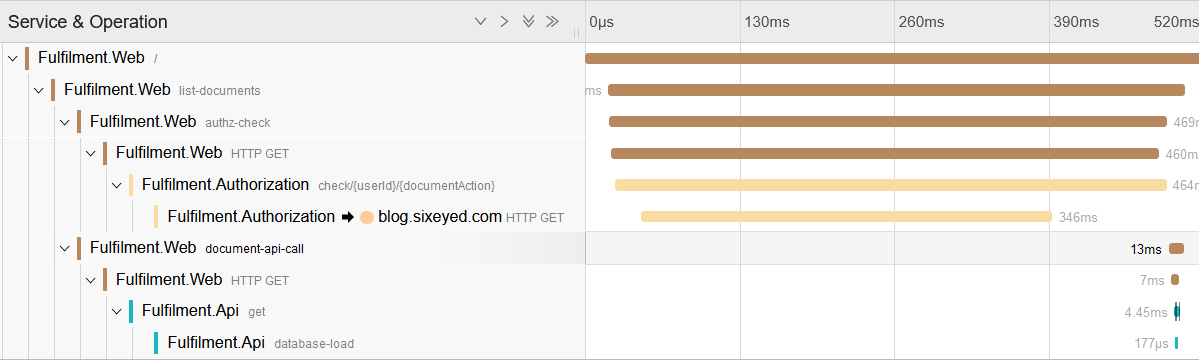 Service & Operation 0μs 130ms 260ms 390ms 520ms
Fulfilment.Web /
Fulfilment.Web list-documents ms
Fulfilment.Web authz-check 469m
Fulfilment.Web HTTP GET 460m
Fulfilment.Authorization check/{userId}/{documentAction} 464m
Fulfilment.Authorization blog.sixeyed.com HTTP GET 346ms
Fulfilment.Web document-api-call 13ms
Fulfilment.Web HTTP GET 7ms
Fulfilment.Api get 4.45ms
Fulfilment.Api database-load 177μs